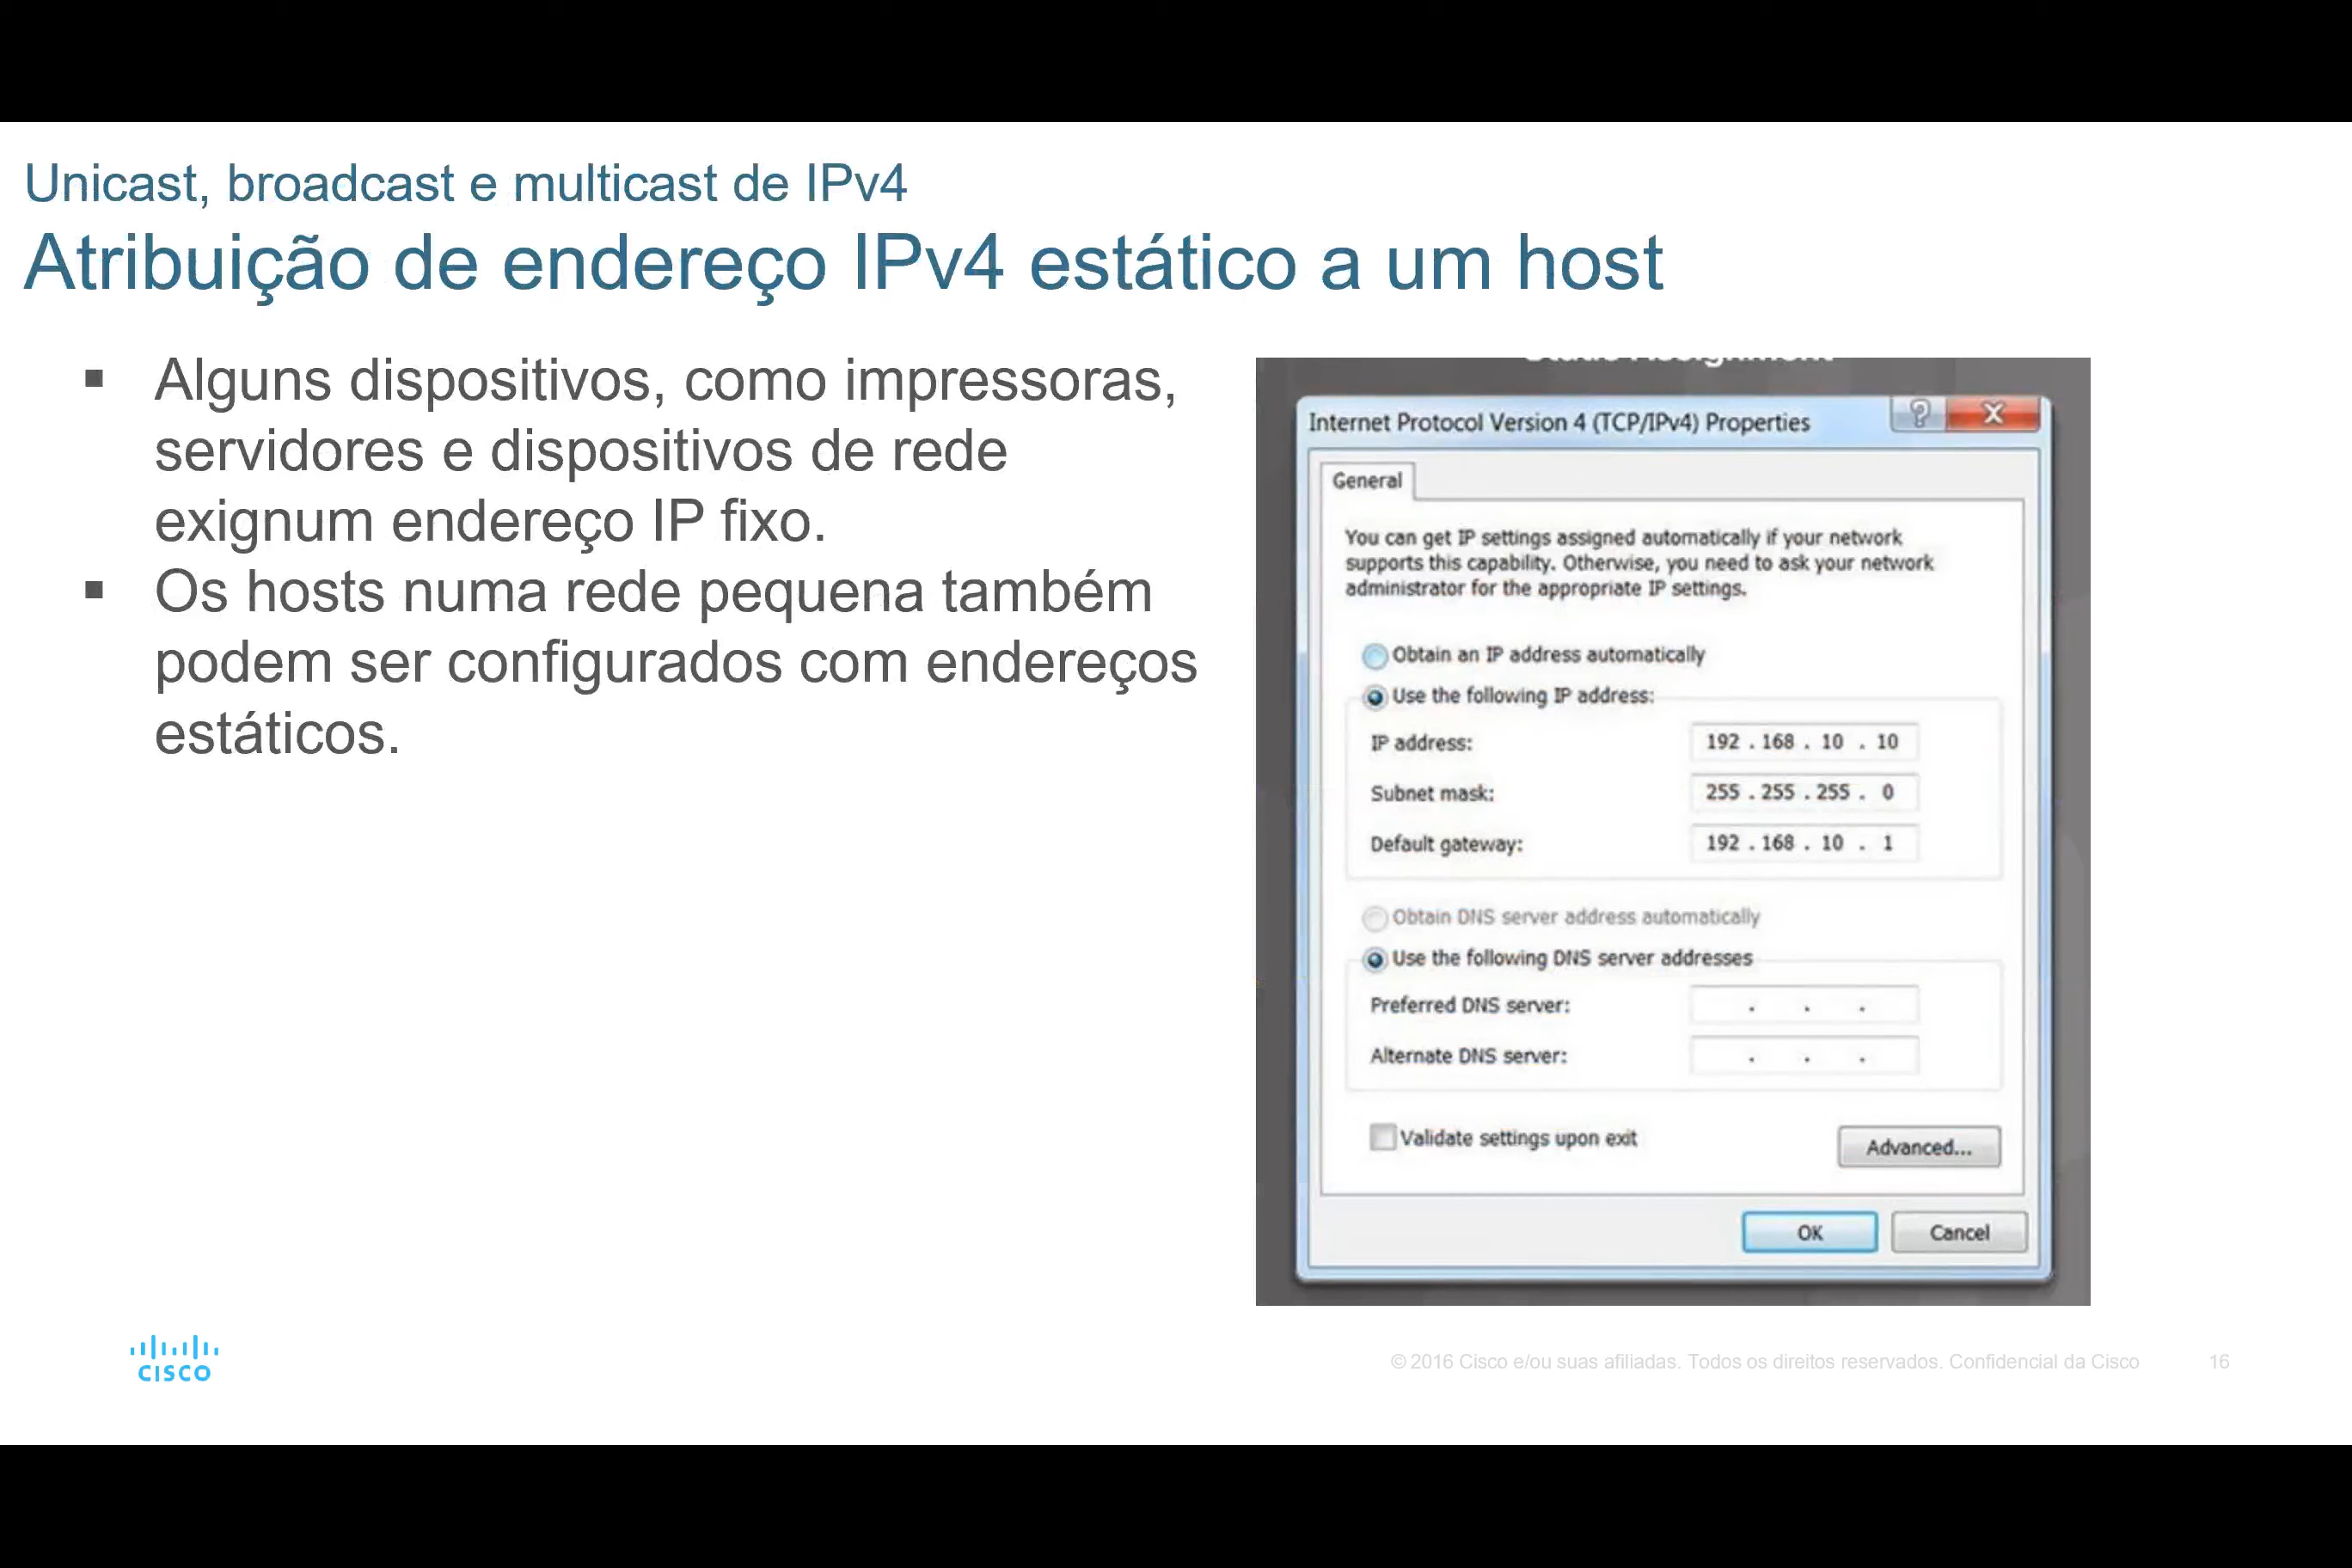 Unicast, broadcast e multicast de IPv4
Atribuição de endereço IPv4 estático a um host
▪ Alguns dispositivos, como impressoras,
servidores e dispositivos de rede
exignum endereço IP fixo.
▪ Os hosts numa rede pequena também
podem ser configurados com endereços
estáticos.
Internet Protocol Version 4 (TCP/IPv4) Properties
General
You can get IP settings assigned automatically if your network
supports this capability. Otherwise, you need to ask your network
administrator for the appropriate IP settings.
Obtain an IP address automatically
Use the following IP address:
IP address: 192 . 168 . 10 . 10
Subnet mask: 255 . 255 . 255 . 0
Default gateway: 192 . 168 . 10 . 1
Obtain DNS server address automatically
Use the following DNS server addresses
Preferred DNS server: . . .
Alternate DNS server: . . .
Validate settings upon exit
Advanced...
OK Cancel
CISCO
© 2016 Cisco e/ou suas afiliadas. Todos os direitos reservados. Confidencial da Cisco 16